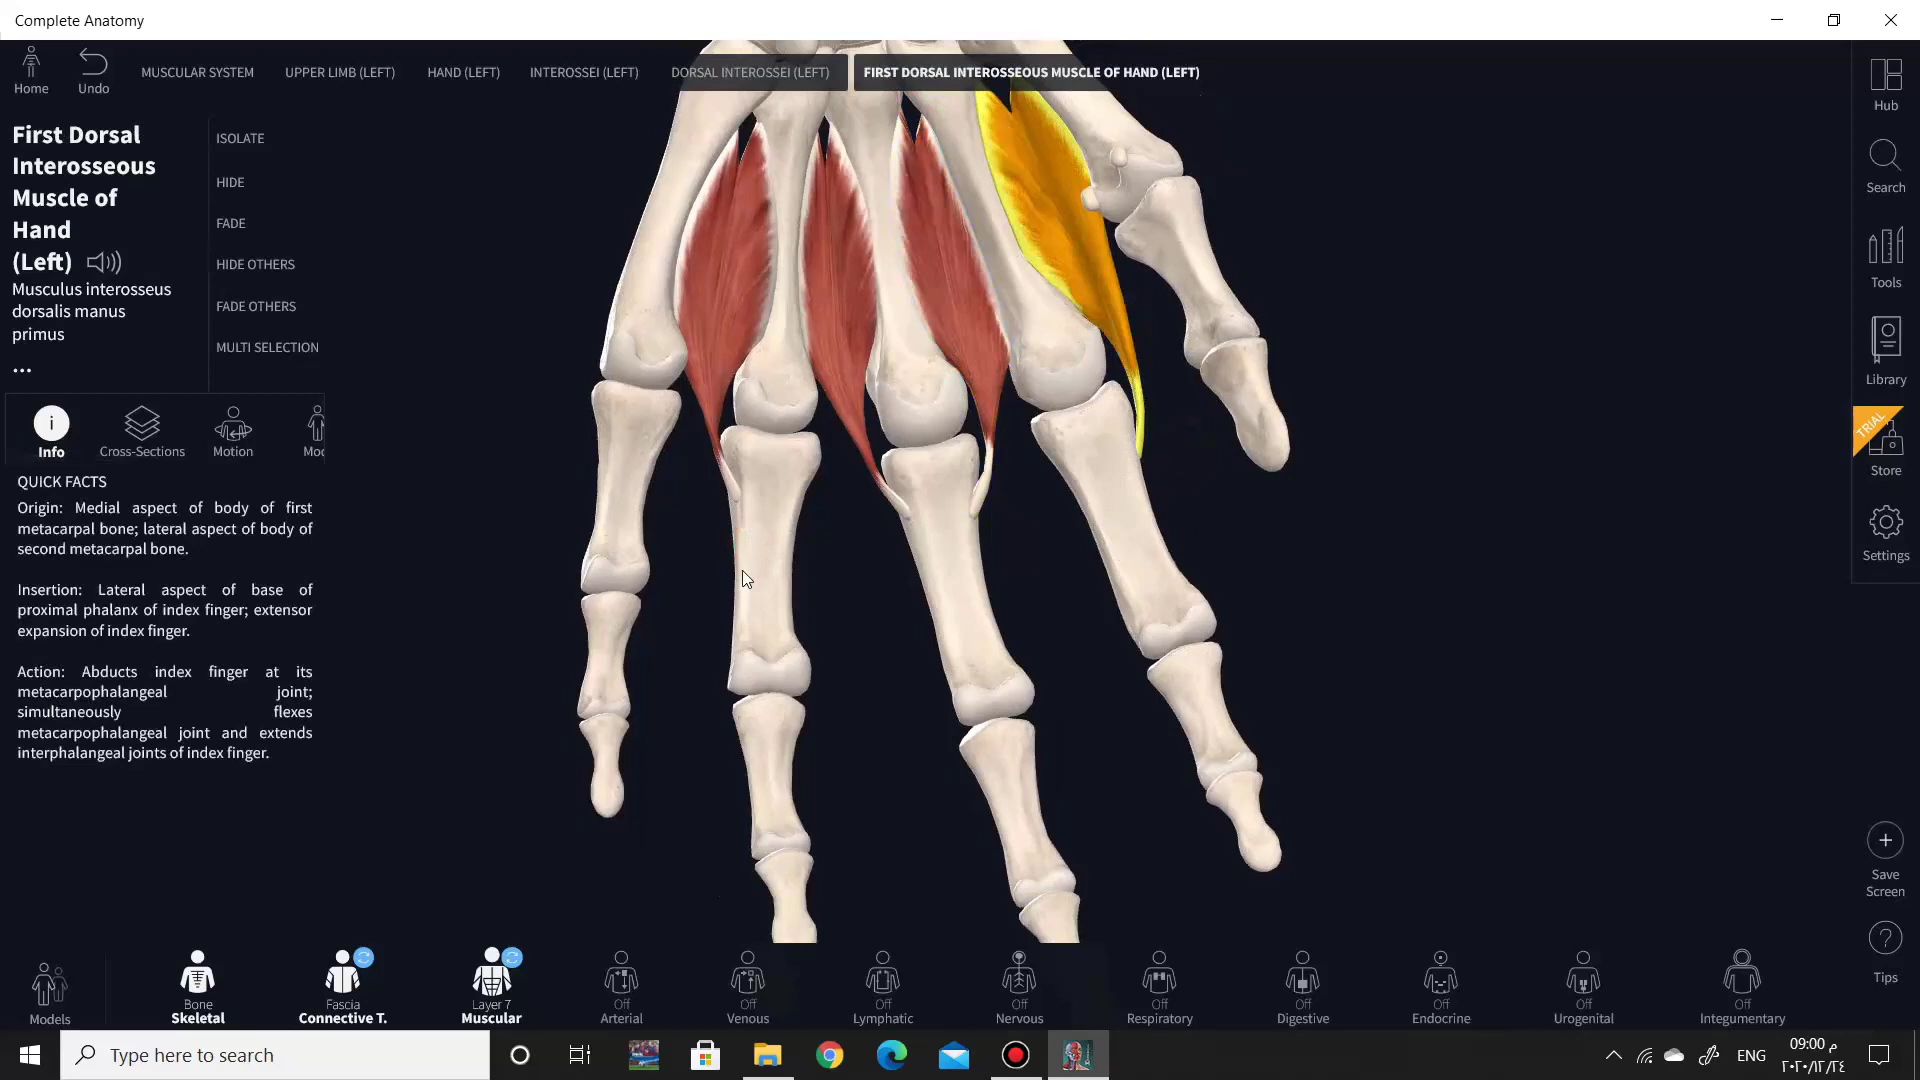 Complete Anatomy
Home
Undo
MUSCULAR SYSTEM
UPPER LIMB (LEFT)
HAND (LEFT)
INTEROSSEI (LEFT)
DORSAL INTEROSSEI (LEFT)
FIRST DORSAL INTEROSSEOUS MUSCLE OF HAND (LEFT)
First Dorsal
Interosseous
Muscle of
Hand
(Left)
Musculus interosseus
dorsalis manus
primus
...
ISOLATE
HIDE
FADE
HIDE OTHERS
FADE OTHERS
MULTI SELECTION
Info
Cross-Sections
Motion
QUICK FACTS
Origin: Medial aspect of body of first
metacarpal bone; lateral aspect of body of
second metacarpal bone.
Insertion: Lateral aspect of base of
proximal phalanx of index finger; extensor
expansion of index finger.
Action: Abducts index finger at its
metacarpophalangeal joint;
simultaneously flexes
metacarpophalangeal joint and extends
interphalangeal joints of index finger.
Hub
Search
Tools
Library
TRIAL
Store
Settings
Save
Screen
Tips
Models
Bone
Skeletal
Fascia
Connective T.
Layer 7
Muscular
Off
Arterial
Off
Venous
Off
Lymphatic
Off
Nervous
Off
Respiratory
Off
Digestive
Off
Endocrine
Off
Urogenital
Off
Integumentary
Type here to search
ENG
09:00 م
٢٠٢٠/١٢/٢٤